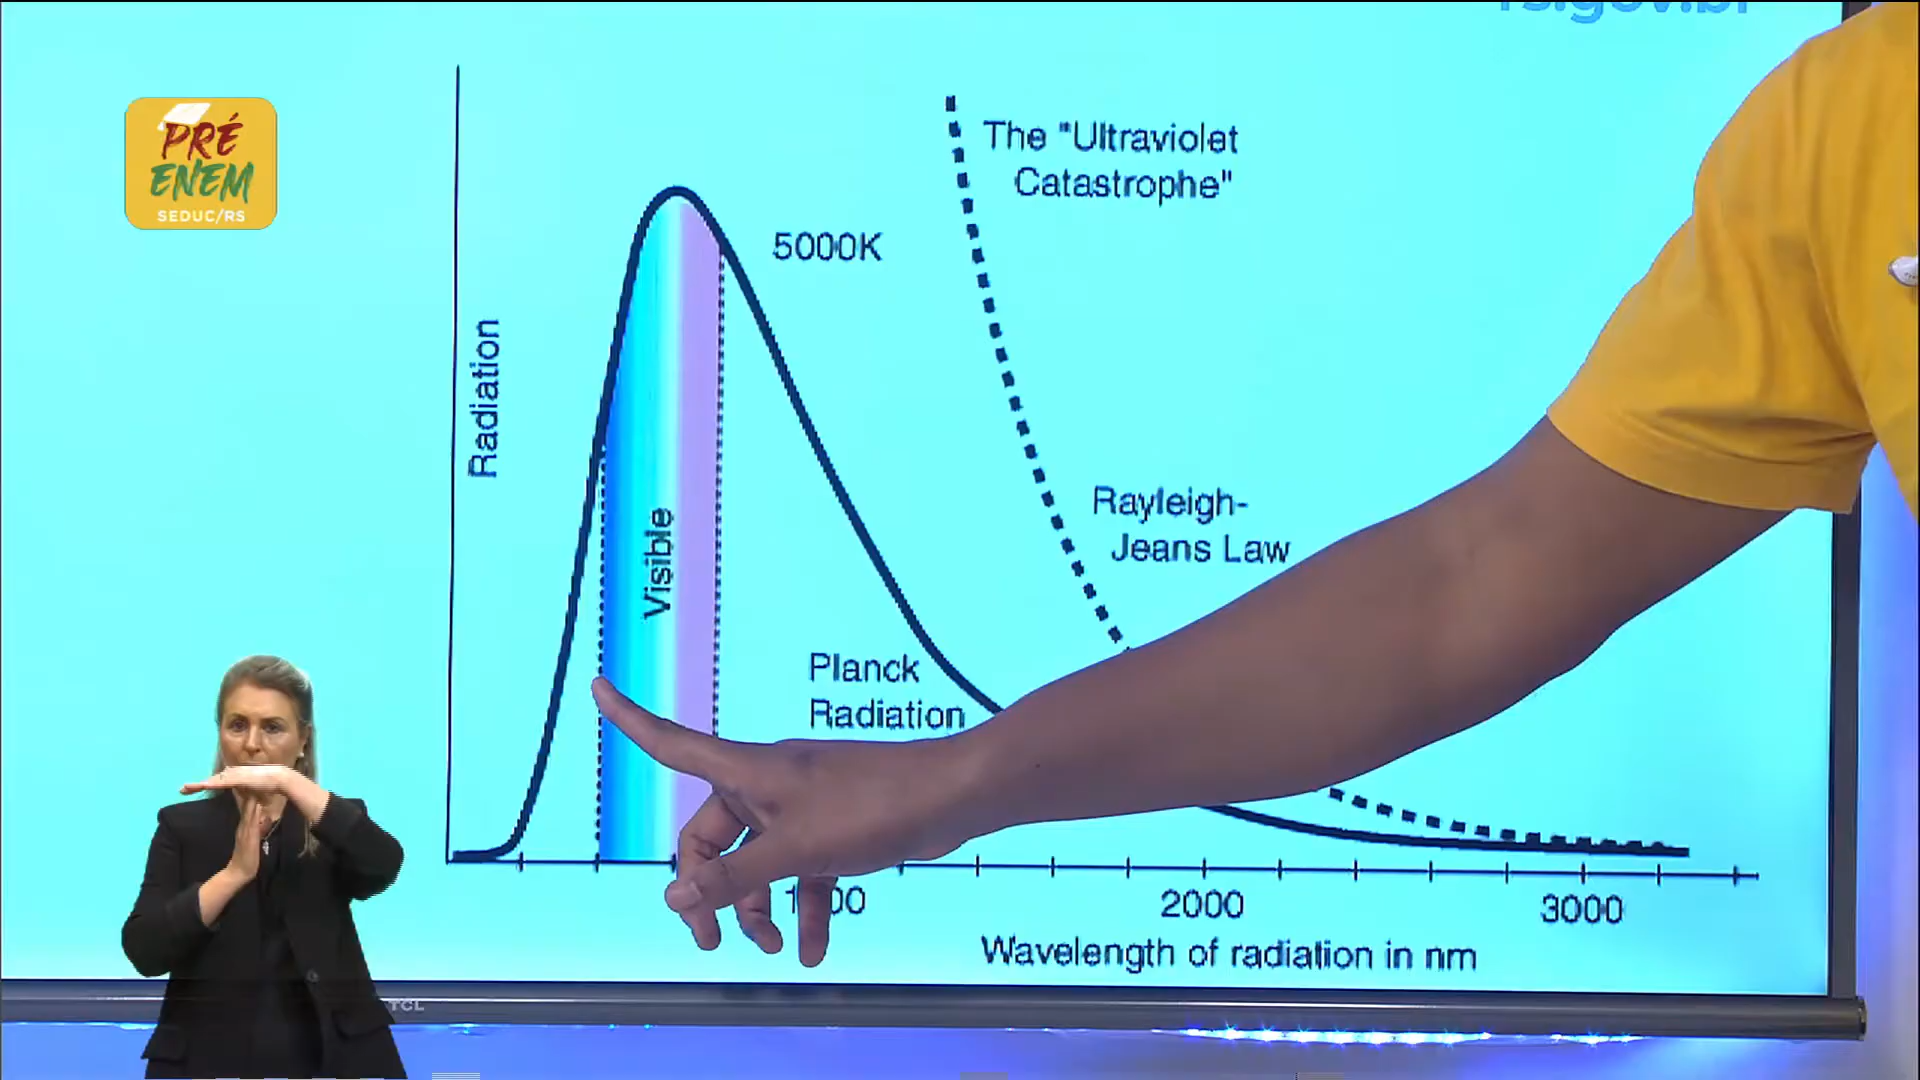 PRÉ
ENEM
SEDUC/RS
The "Ultraviolet
Catastrophe"
5000K
Radiation
Rayleigh-
Jeans Law
Visible
Planck
Radiation
2000
3000
Wavelength of radiation in nm
TCL